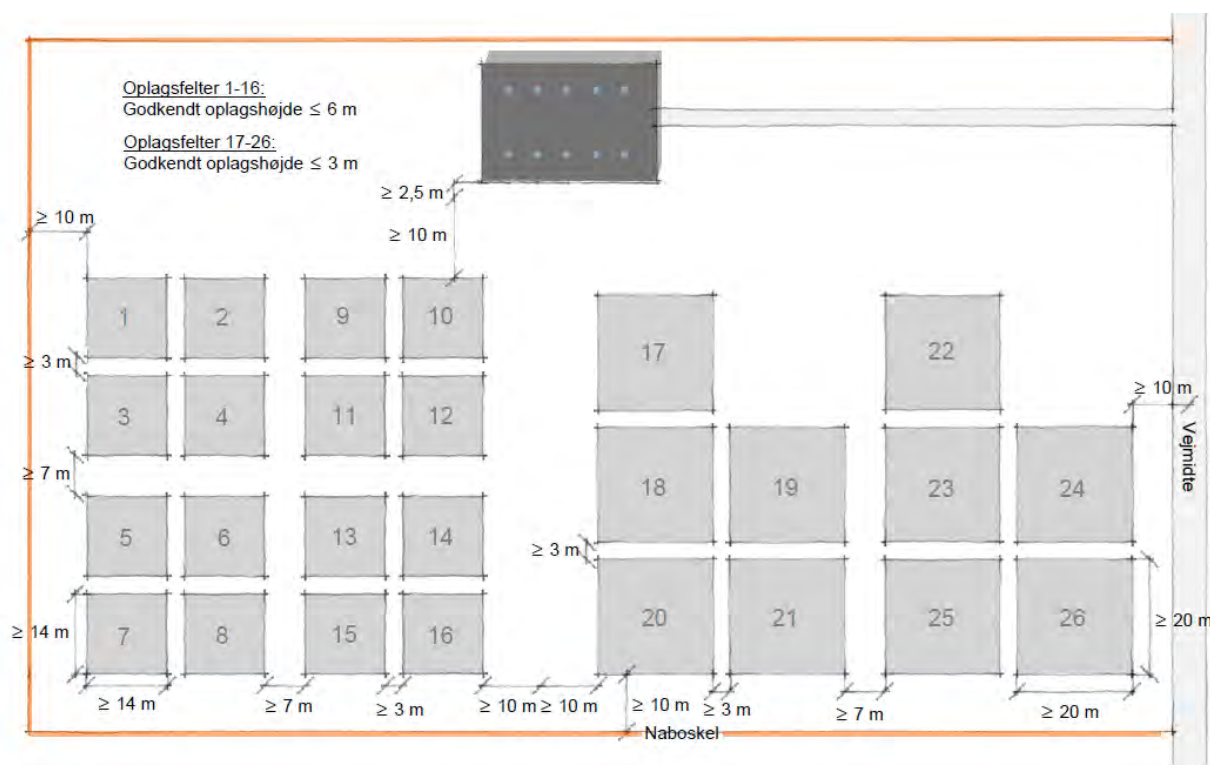 Oplagsfelter 1-16:
Godkendt oplagshøjde ≤ 6 m
Oplagsfelter 17-26:
Godkendt oplagshøjde ≤ 3 m
≥ 2,5 m
≥ 10 m
≥ 10 m
1
2
9
10
17
22
≥ 3 m
≥ 10 m
3
4
11
12
Vejmidte
≥ 7 m
18
19
23
24
5
6
13
14
≥ 3 m
≥ 14 m
7
8
15
16
20
21
25
26
≥ 20 m
≥ 14 m
≥ 7 m
≥ 3 m
≥ 10 m
≥ 10 m
≥ 10 m
≥ 3 m
≥ 7 m
≥ 20 m
Naboskel